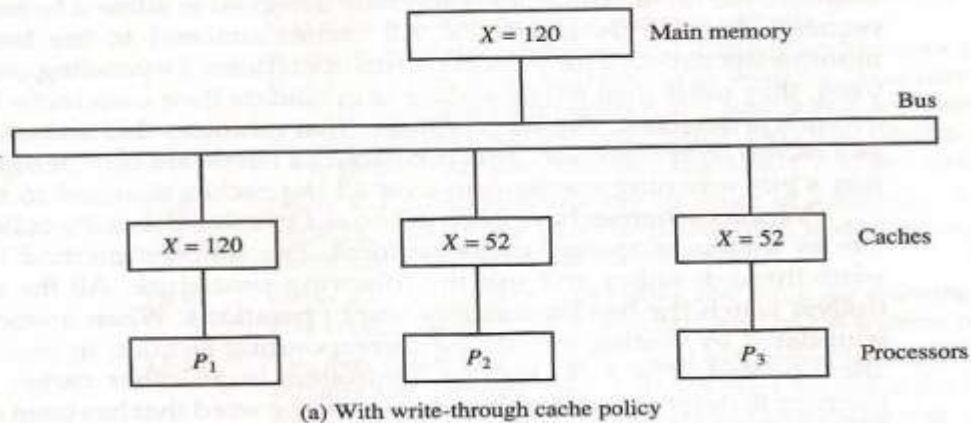 X = 120 Main memory
Bus
X = 120 X = 52 X = 52 Caches
P1 P2 P3 Processors
(a) With write-through cache policy